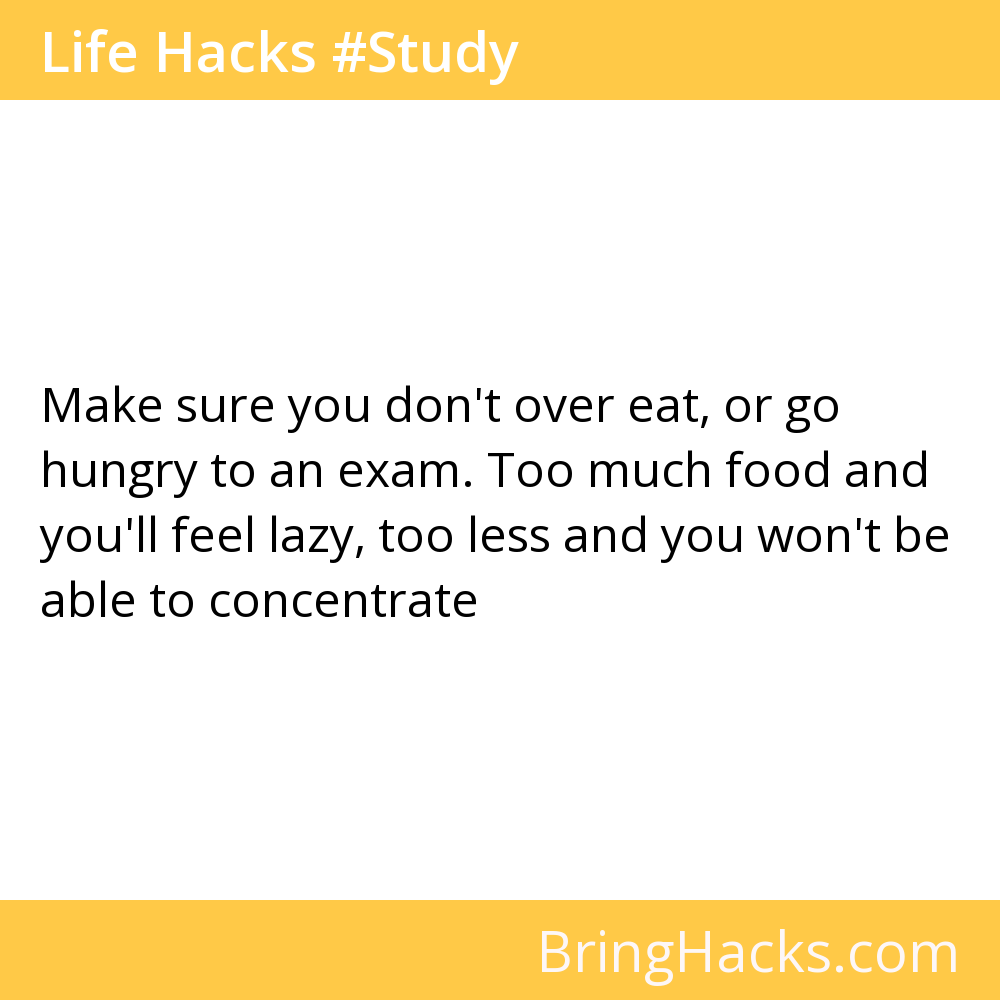 Life Hacks #Study
Make sure you don't over eat, or go
hungry to an exam. Too much food and
you'll feel lazy, too less and you won't be
able to concentrate
BringHacks.com